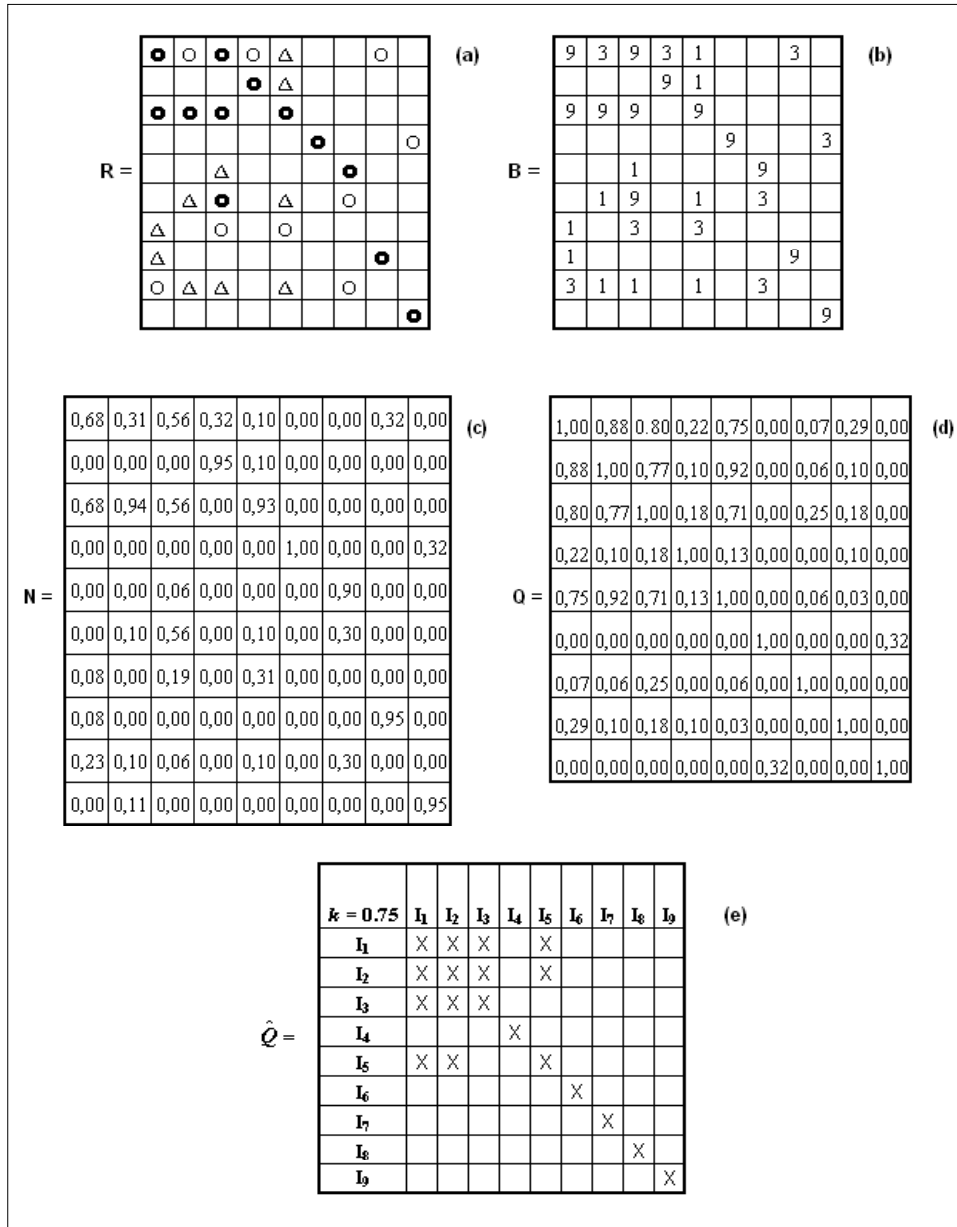 (a)
R =
(b)
9 3 9 3 1 3
9 1
9 9 9 9
9 3
B =
1 9
1 9 1 3
1 3 3
1 9
3 1 1 1 3
9
(c)
0,68 0,31 0,56 0,32 0,10 0,00 0,00 0,32 0,00
0,00 0,00 0,00 0,95 0,10 0,00 0,00 0,00 0,00
0,68 0,94 0,56 0,00 0,93 0,00 0,00 0,00 0,00
0,00 0,00 0,00 0,00 0,00 1,00 0,00 0,00 0,32
N =
0,00 0,00 0,06 0,00 0,00 0,00 0,90 0,00 0,00
0,00 0,10 0,56 0,00 0,10 0,00 0,30 0,00 0,00
0,08 0,00 0,19 0,00 0,31 0,00 0,00 0,00 0,00
0,08 0,00 0,00 0,00 0,00 0,00 0,00 0,95 0,00
0,23 0,10 0,06 0,00 0,10 0,00 0,30 0,00 0,00
0,00 0,11 0,00 0,00 0,00 0,00 0,00 0,00 0,95
(d)
1,00 0,88 0.80 0,22 0,75 0,00 0,07 0,29 0,00
0,88 1,00 0,77 0,10 0,92 0,00 0,06 0,10 0,00
0,80 0,77 1,00 0,18 0,71 0,00 0,25 0,18 0,00
0,22 0,10 0,18 1,00 0,13 0,00 0,00 0,10 0,00
Q =
0,75 0,92 0,71 0,13 1,00 0,00 0,06 0,03 0,00
0,00 0,00 0,00 0,00 0,00 1,00 0,00 0,00 0,32
0,07 0,06 0,25 0,00 0,06 0,00 1,00 0,00 0,00
0,29 0,10 0,18 0,10 0,03 0,00 0,00 1,00 0,00
0,00 0,00 0,00 0,00 0,00 0,32 0,00 0,00 1,00
(e)
k = 0.75 I₁ I₂ I₃ I₄ I₅ I₆ I₇ I₈ I₉
I₁ X X X X
I₂ X X X X
I₃ X X X
Q̂ =
I₄ X
I₅ X X X
I₆ X
I₇ X
I₈ X
I₉ X